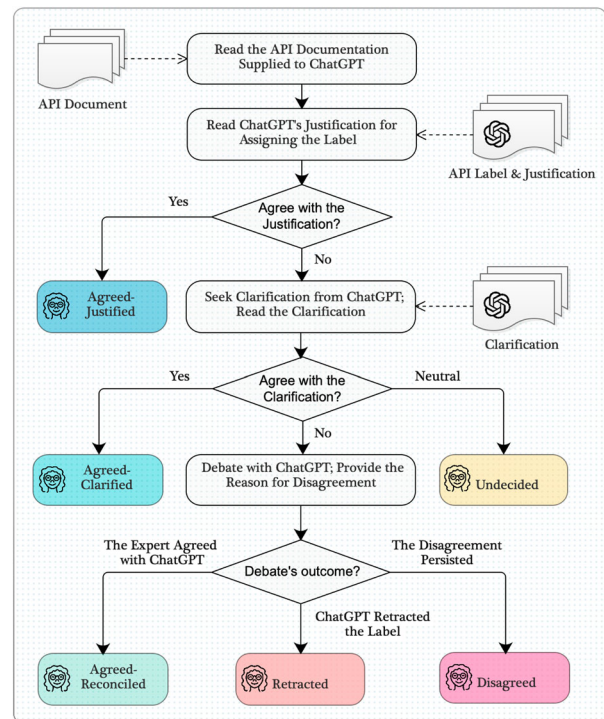 Read the API Documentation
Supplied to ChatGPT
API Document
Read ChatGPT's Justification for
Assigning the Label
API Label & Justification
Yes
Agree with the
Justification?
No
Agreed-
Justified
Seek Clarification from ChatGPT;
Read the Clarification
Clarification
Yes
Agree with the
Clarification?
Neutral
No
Agreed-
Clarified
Debate with ChatGPT; Provide the
Reason for Disagreement
Undecided
The Expert Agreed
with ChatGPT
Debate's outcome?
The Disagreement
Persisted
ChatGPT Retracted
the Label
Agreed-
Reconciled
Retracted
Disagreed